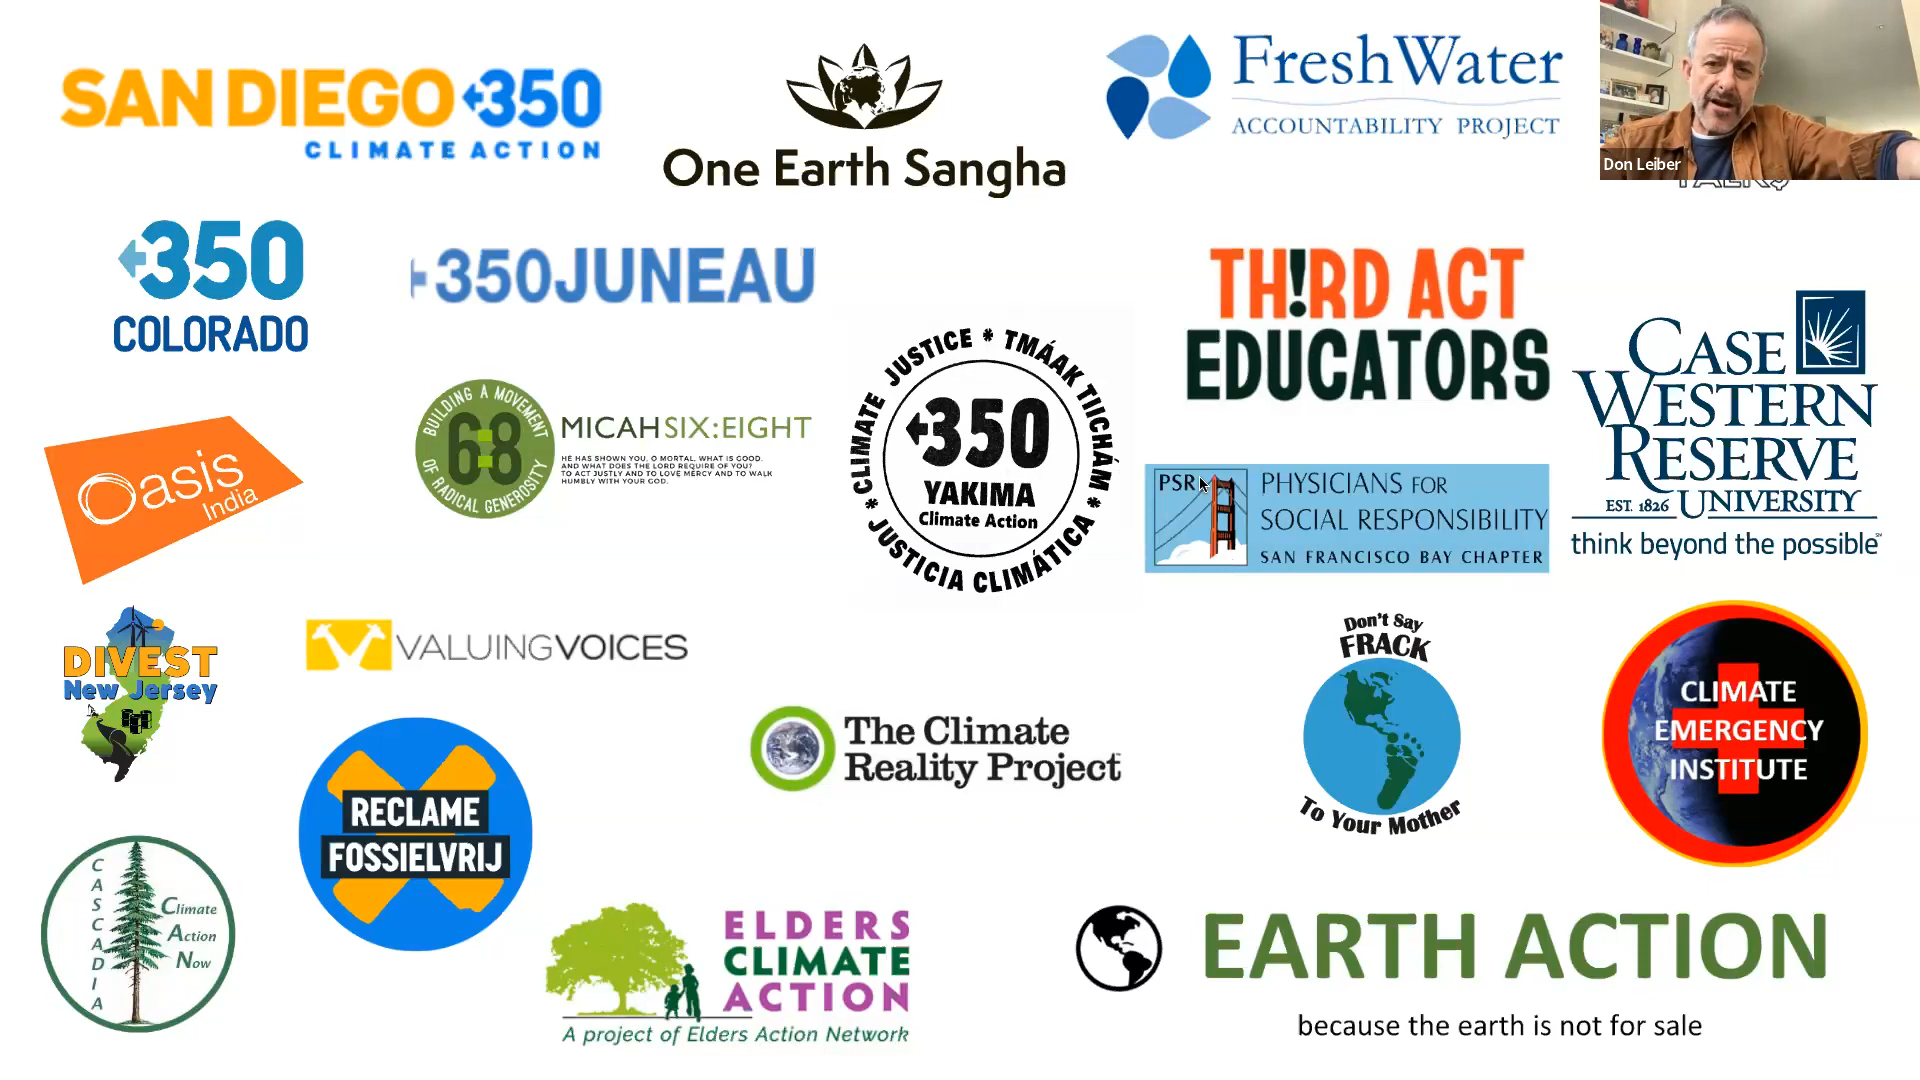 SAN DIEGO 350
CLIMATE ACTION
One Earth Sangha
FreshWater
ACCOUNTABILITY PROJECT
Don Leiber
350
COLORADO
350JUNEAU
TH!RD ACT
EDUCATORS
CASE
WESTERN
RESERVE
EST. 1826 UNIVERSITY
think beyond the possible℠
Oasis
India
BUILDING A MOVEMENT
6:8
OF RADICAL GENEROSITY
MICAH SIX:EIGHT
HE HAS SHOWN YOU, O MORTAL, WHAT IS GOOD.
AND WHAT DOES THE LORD REQUIRE OF YOU?
TO ACT JUSTLY AND TO LOVE MERCY AND TO WALK
HUMBLY WITH YOUR GOD.
* CLIMATE JUSTICE * TMÁAK TIICHÁM * JUSTICIA CLIMÁTICA
350
YAKIMA
Climate Action
PSR
PHYSICIANS FOR
SOCIAL RESPONSIBILITY
SAN FRANCISCO BAY CHAPTER
DIVEST
New Jersey
VALUINGVOICES
Don't Say
FRACK
To Your Mother
CLIMATE
EMERGENCY
INSTITUTE
The Climate
Reality Project
RECLAME
FOSSIELVRIJ
CASCADIA
Climate
Action
Now
ELDERS
CLIMATE
ACTION
A project of Elders Action Network
EARTH ACTION
because the earth is not for sale